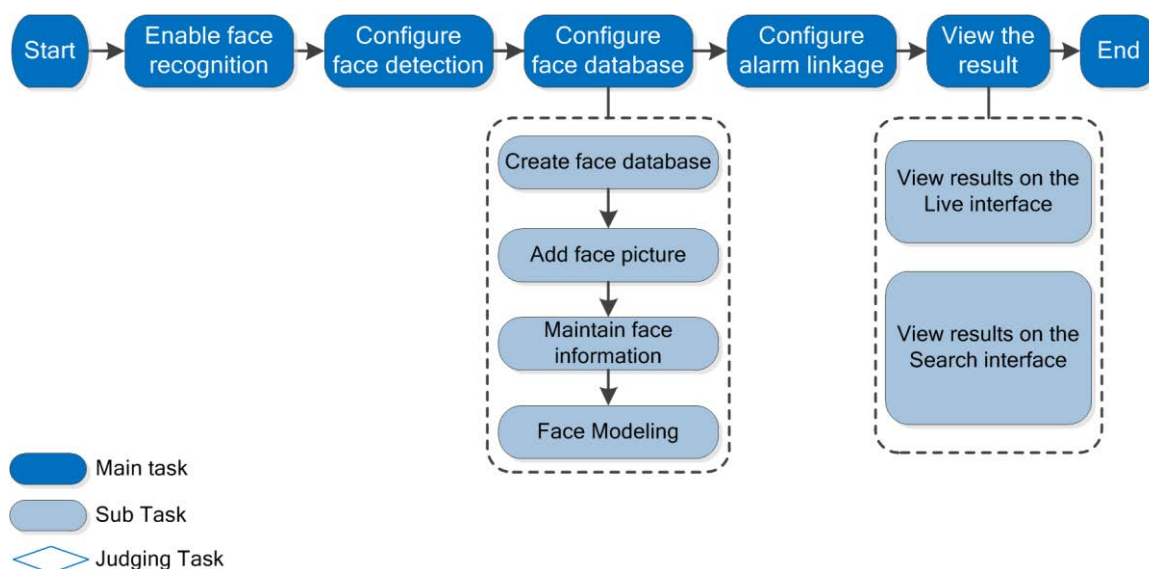 Start
Enable face
recognition
Configure
face detection
Configure
face database
Configure
alarm linkage
View the
result
End
Create face database
Add face picture
Maintain face
information
Face Modeling
View results on the
Live interface
View results on the
Search interface
Main task
Sub Task
Judging Task